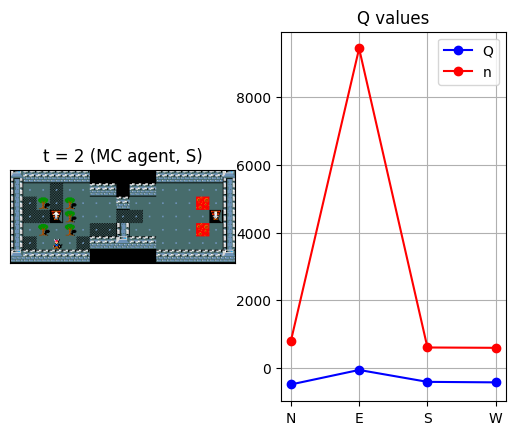 Q values
Q
n
t = 2 (MC agent, S)
8000
6000
4000
2000
0
N E S W